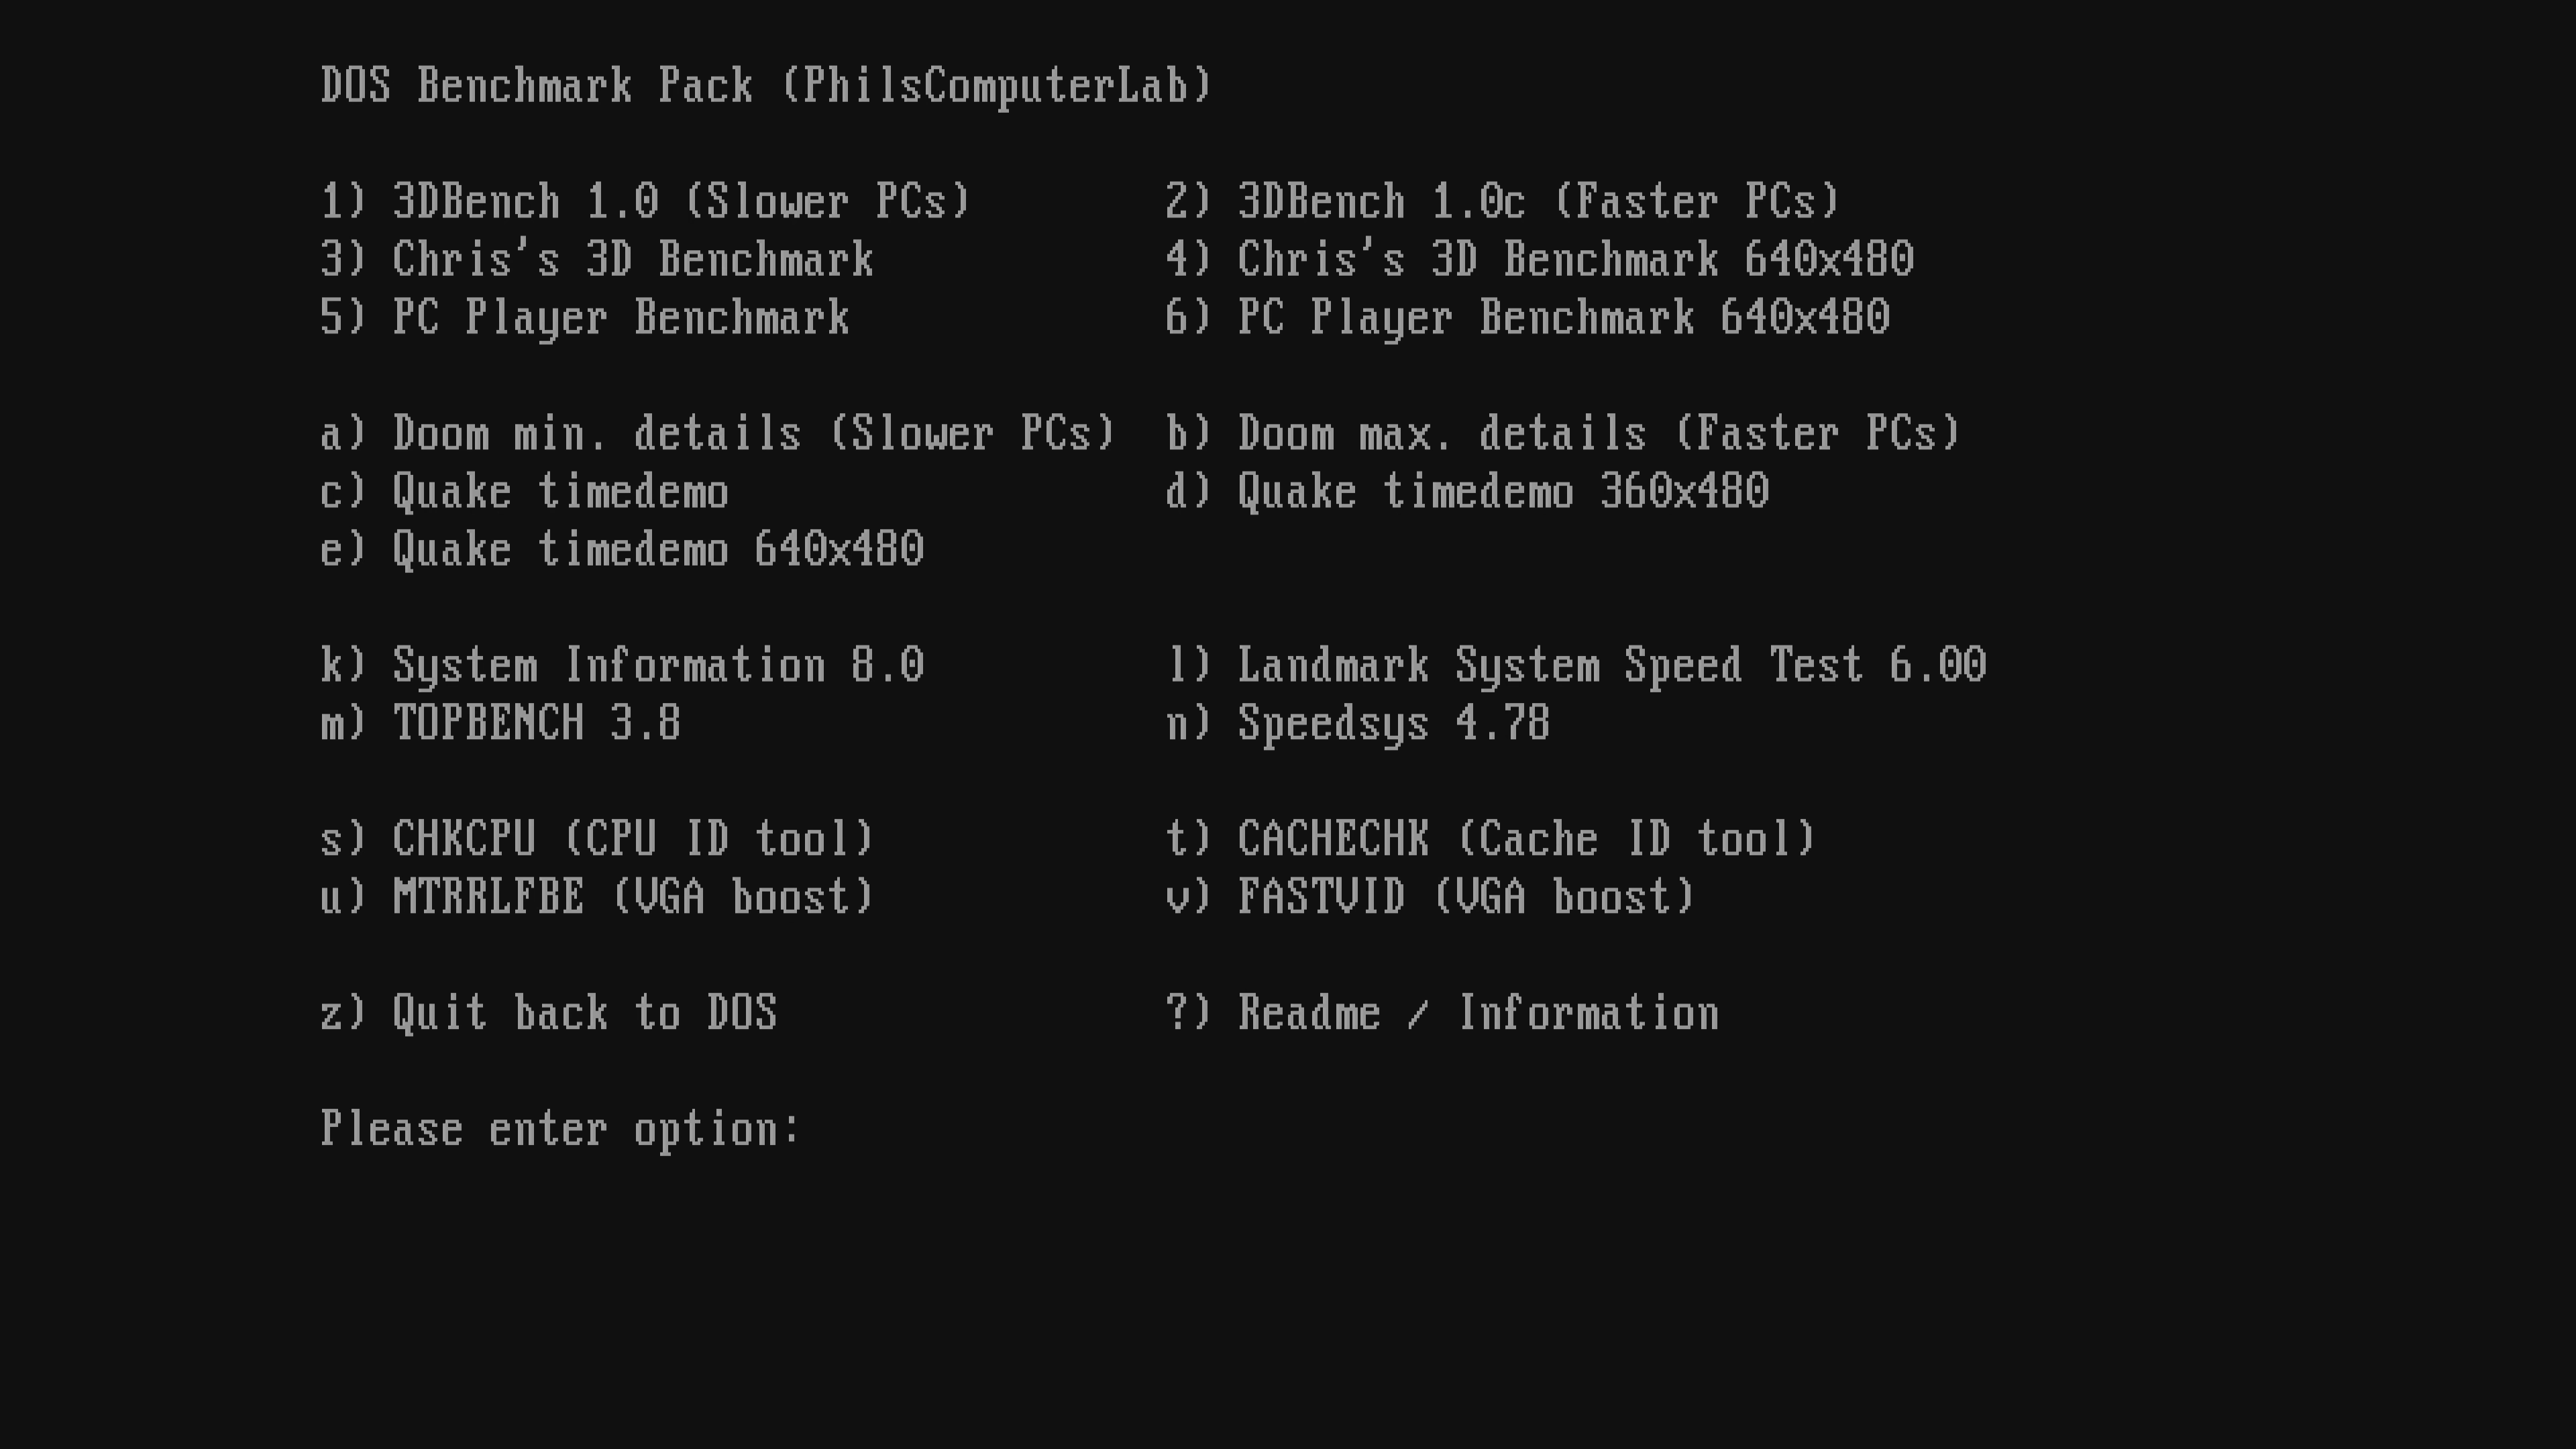 DOS Benchmark Pack (PhilsComputerLab)
1) 3DBench 1.0 (Slower PCs) 2) 3DBench 1.0c (Faster PCs)
3) Chris's 3D Benchmark 4) Chris's 3D Benchmark 640x480
5) PC Player Benchmark 6) PC Player Benchmark 640x480
a) Doom min. details (Slower PCs) b) Doom max. details (Faster PCs)
c) Quake timedemo d) Quake timedemo 360x480
e) Quake timedemo 640x480
k) System Information 8.0 l) Landmark System Speed Test 6.00
m) TOPBENCH 3.8 n) Speedsys 4.78
s) CHKCPU (CPU ID tool) t) CACHECHK (Cache ID tool)
u) MTRRLFBE (VGA boost) v) FASTVID (VGA boost)
z) Quit back to DOS ?) Readme / Information
Please enter option: